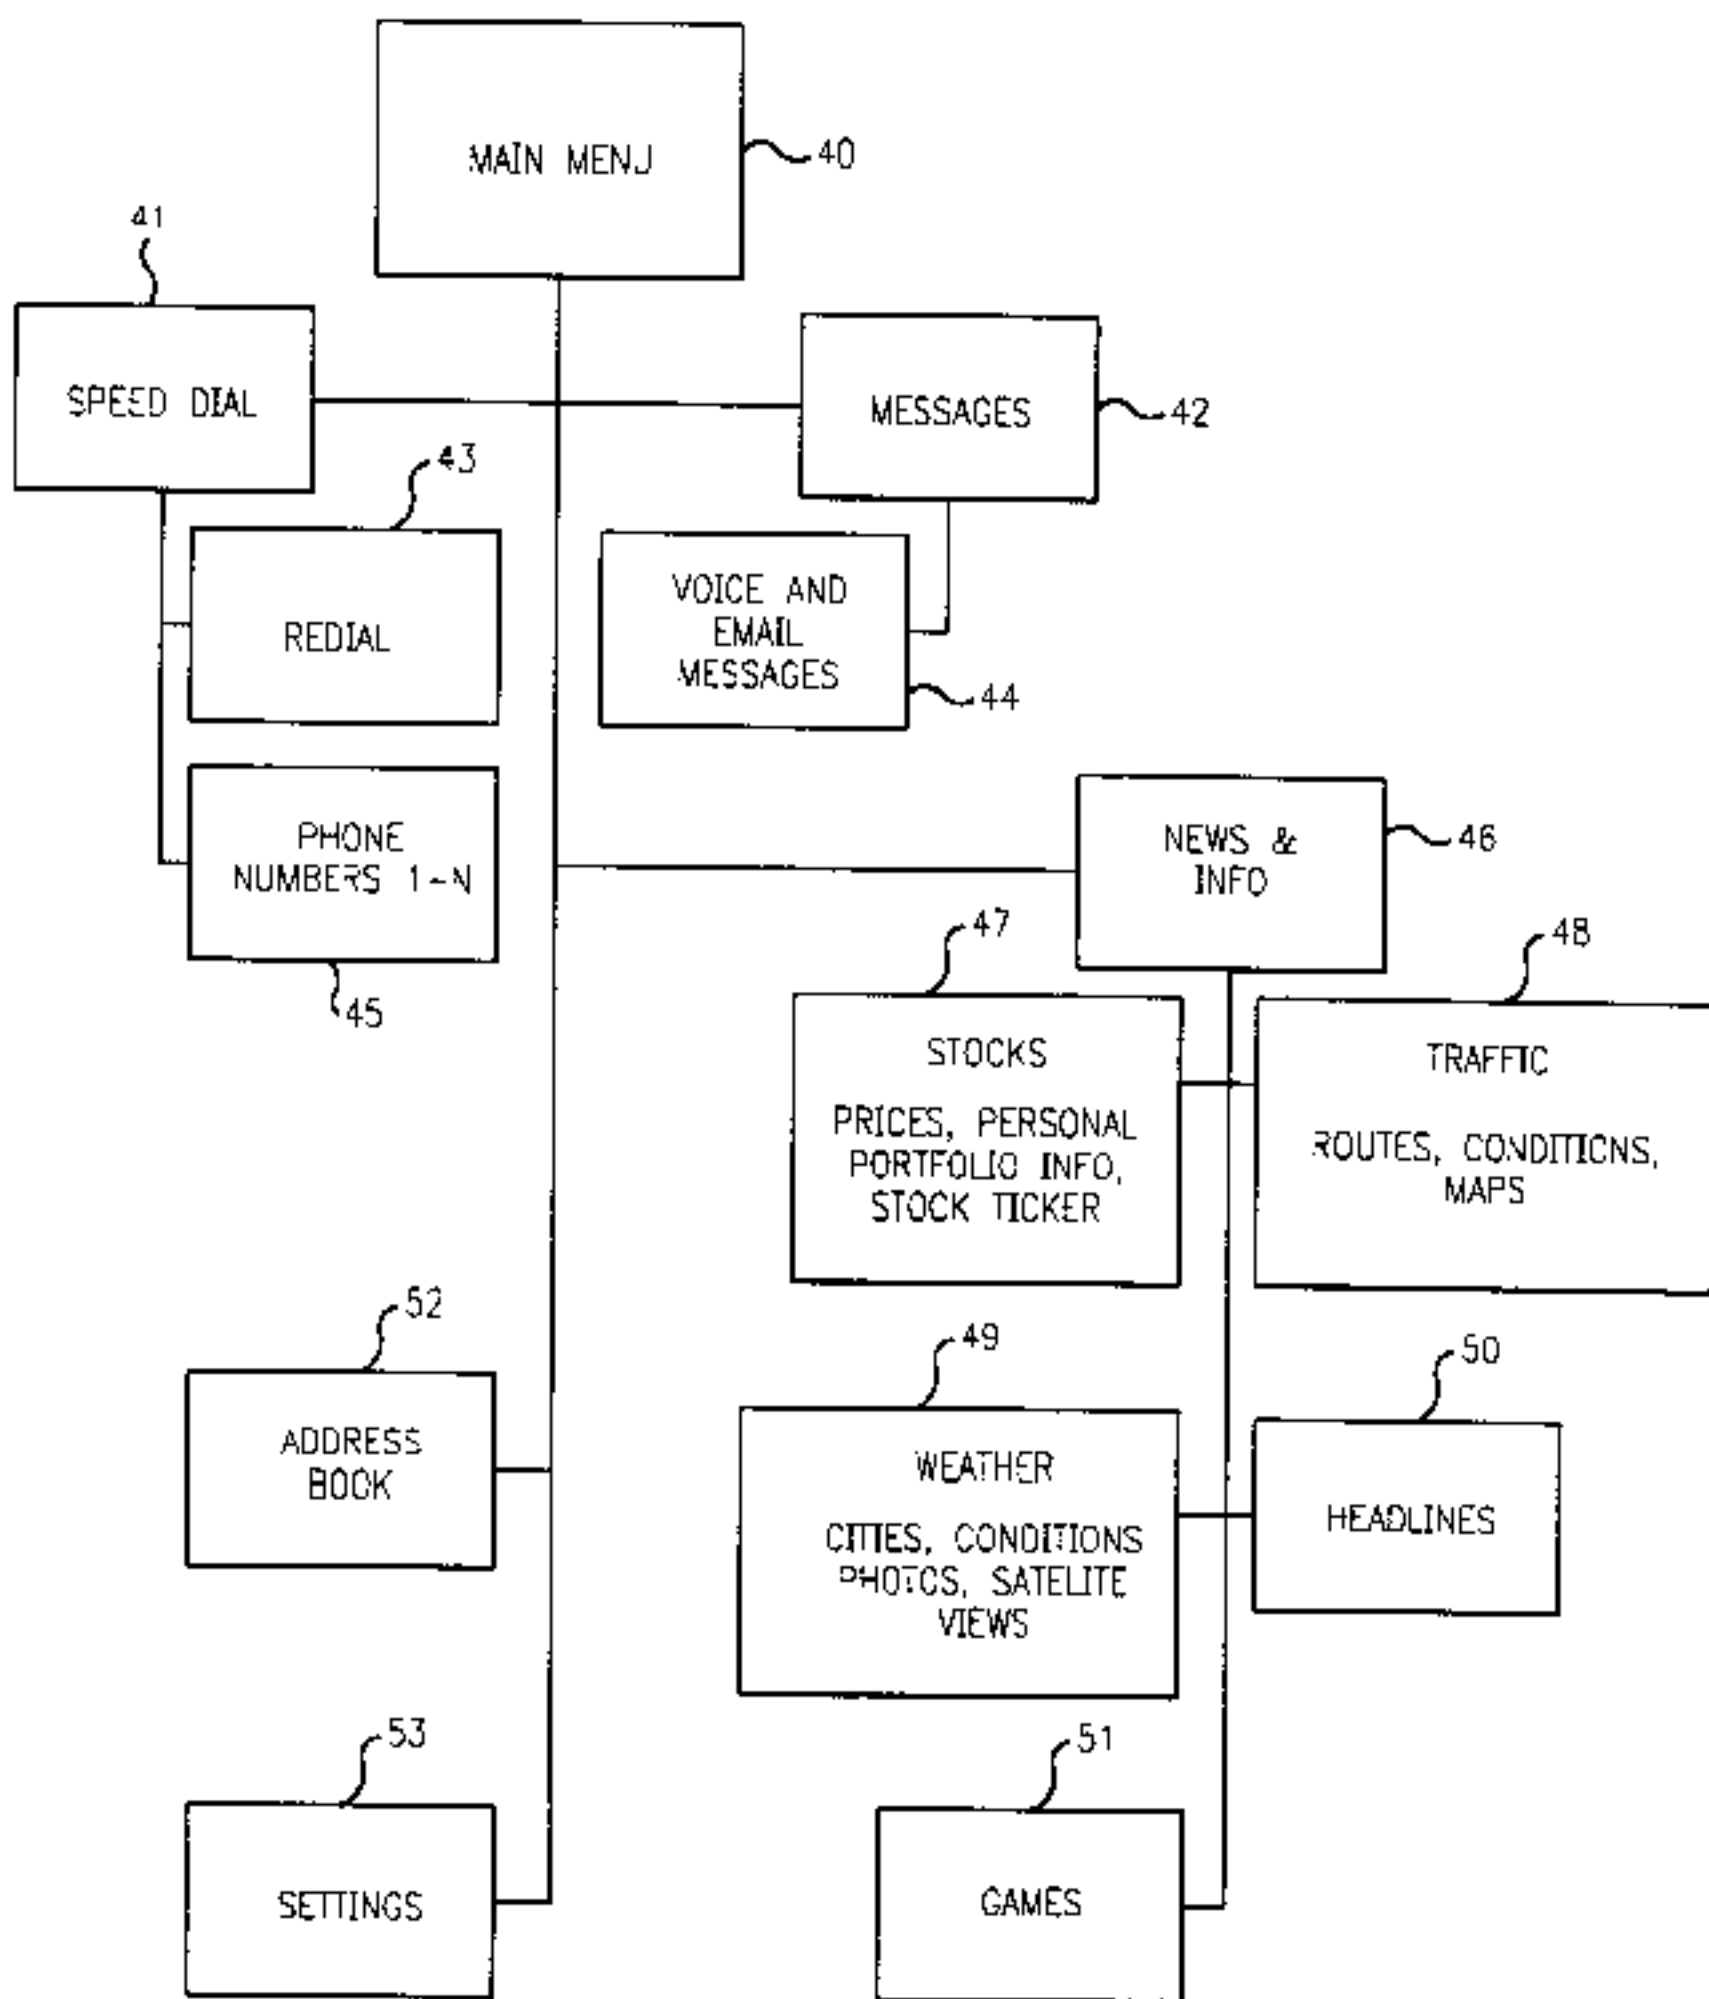 MAIN MENU
40
41
SPEED DIAL
MESSAGES
42
43
REDIAL
VOICE AND
EMAIL
MESSAGES
44
PHONE
NUMBERS 1-N
45
NEWS &
INFO
46
47
STOCKS
PRICES, PERSONAL
PORTFOLIO INFO,
STOCK TICKER
48
TRAFFIC
ROUTES, CONDITIONS,
MAPS
52
ADDRESS
BOOK
49
WEATHER
CITIES, CONDITIONS
PHOTOS, SATELITE
VIEWS
50
HEADLINES
53
SETTINGS
51
GAMES